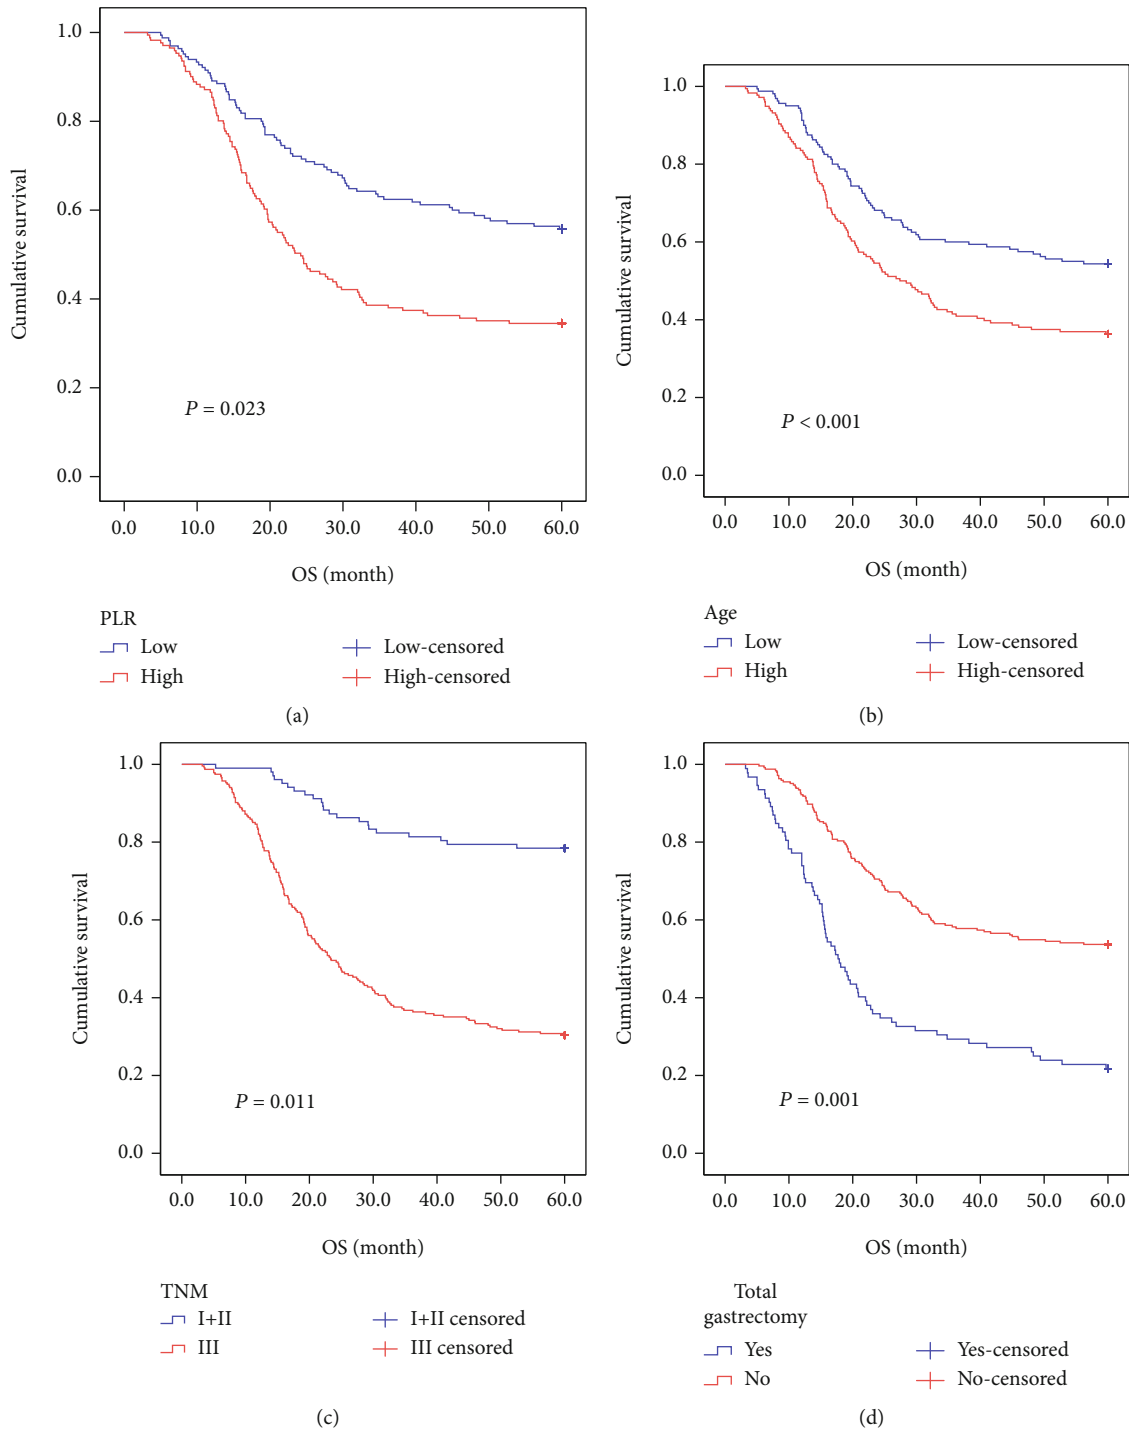 1.0
0.8
0.6
0.4
0.2
0.0
Cumulative survival
P = 0.023
0.0 10.0 20.0 30.0 40.0 50.0 60.0
OS (month)
PLR
Low Low-censored
High High-censored
(a)
1.0
0.8
0.6
0.4
0.2
0.0
Cumulative survival
P < 0.001
0.0 10.0 20.0 30.0 40.0 50.0 60.0
OS (month)
Age
Low Low-censored
High High-censored
(b)
1.0
0.8
0.6
0.4
0.2
0.0
Cumulative survival
P = 0.011
0.0 10.0 20.0 30.0 40.0 50.0 60.0
OS (month)
TNM
I+II I+II censored
III III censored
(c)
1.0
0.8
0.6
0.4
0.2
0.0
Cumulative survival
P = 0.001
0.0 10.0 20.0 30.0 40.0 50.0 60.0
OS (month)
Total
gastrectomy
Yes Yes-censored
No No-censored
(d)